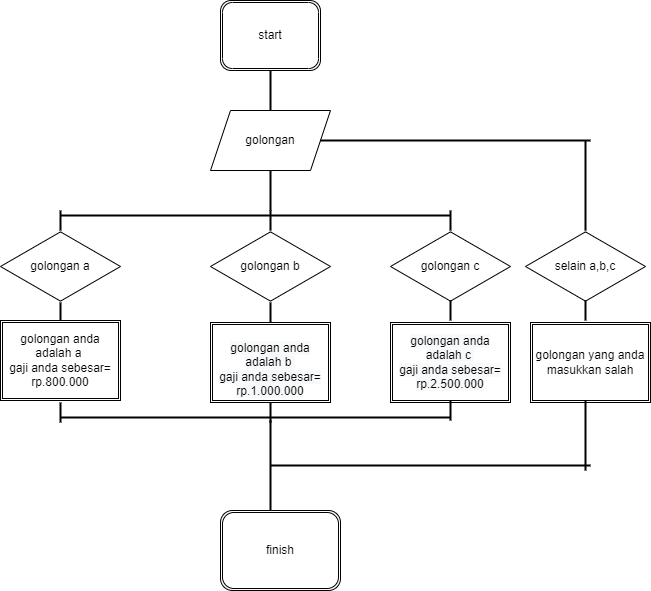 start
golongan
golongan a
golongan b
golongan c
selain a,b,c
golongan anda
adalah a
gaji anda sebesar=
rp.800.000
golongan anda
adalah b
gaji anda sebesar=
rp.1.000.000
golongan anda
adalah c
gaji anda sebesar=
rp.2.500.000
golongan yang anda
masukkan salah
finish